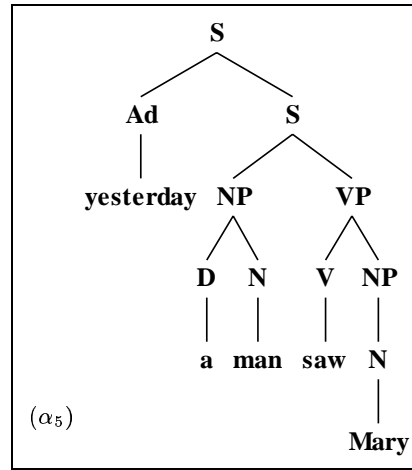 S
Ad S
yesterday NP VP
D N V NP
a man saw N
(α₅)
Mary